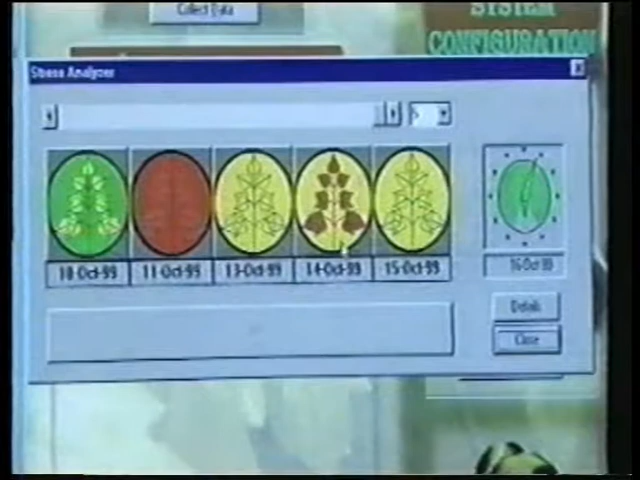 Collect Data
SYSTEM
CONFIGURATION
Stress Analyzer
5
10-Oct-99
11-Oct-99
13-Oct-99
14-Oct-99
15-Oct-99
16-Oct-99
Details
Close